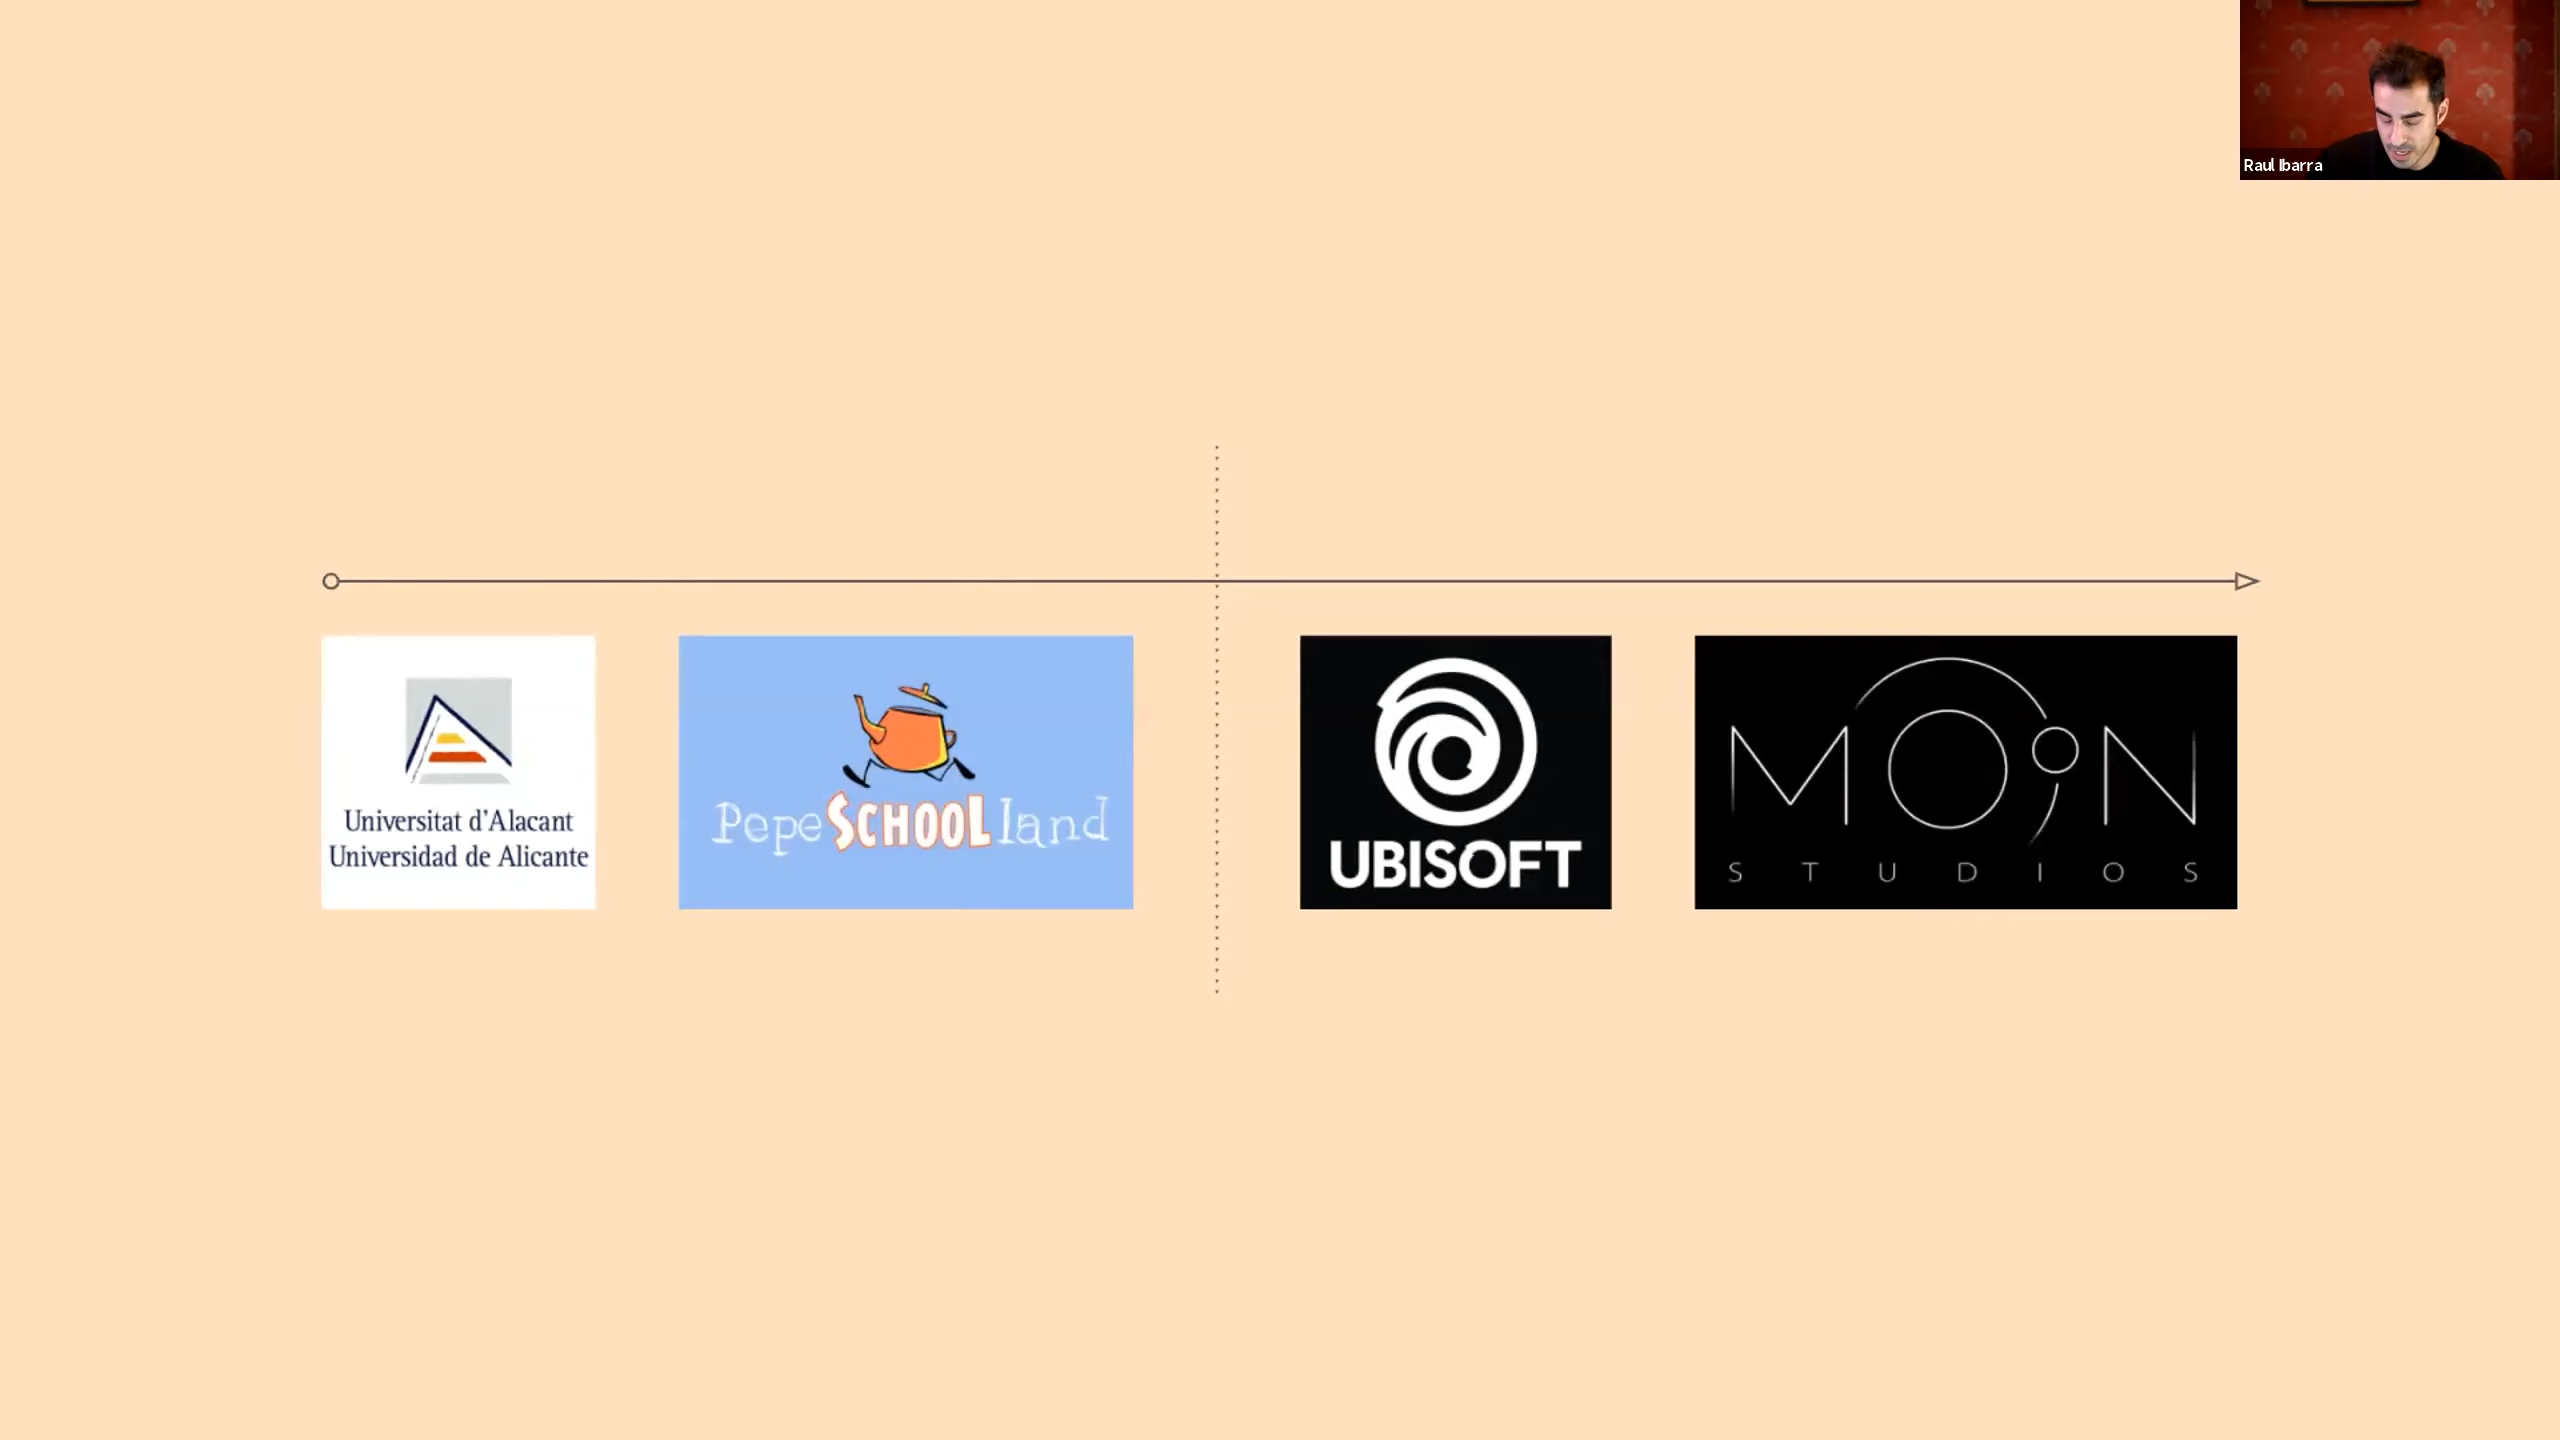 Raul Ibarra
Universitat d'Alacant
Universidad de Alicante
PepeSCHOOLland
UBISOFT
MOON
STUDIOS